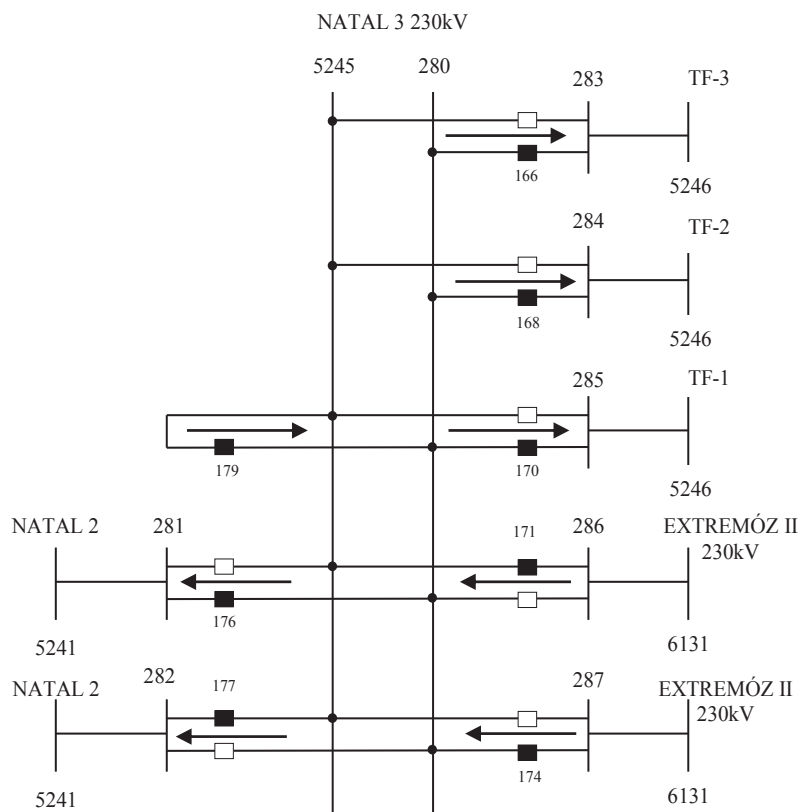 NATAL 3 230kV
5245
280
283
TF-3
166
5246
284
TF-2
168
5246
285
TF-1
179
170
5246
NATAL 2
281
171
286
EXTREMÓZ II
230kV
176
5241
6131
NATAL 2
282
177
287
EXTREMÓZ II
230kV
174
5241
6131